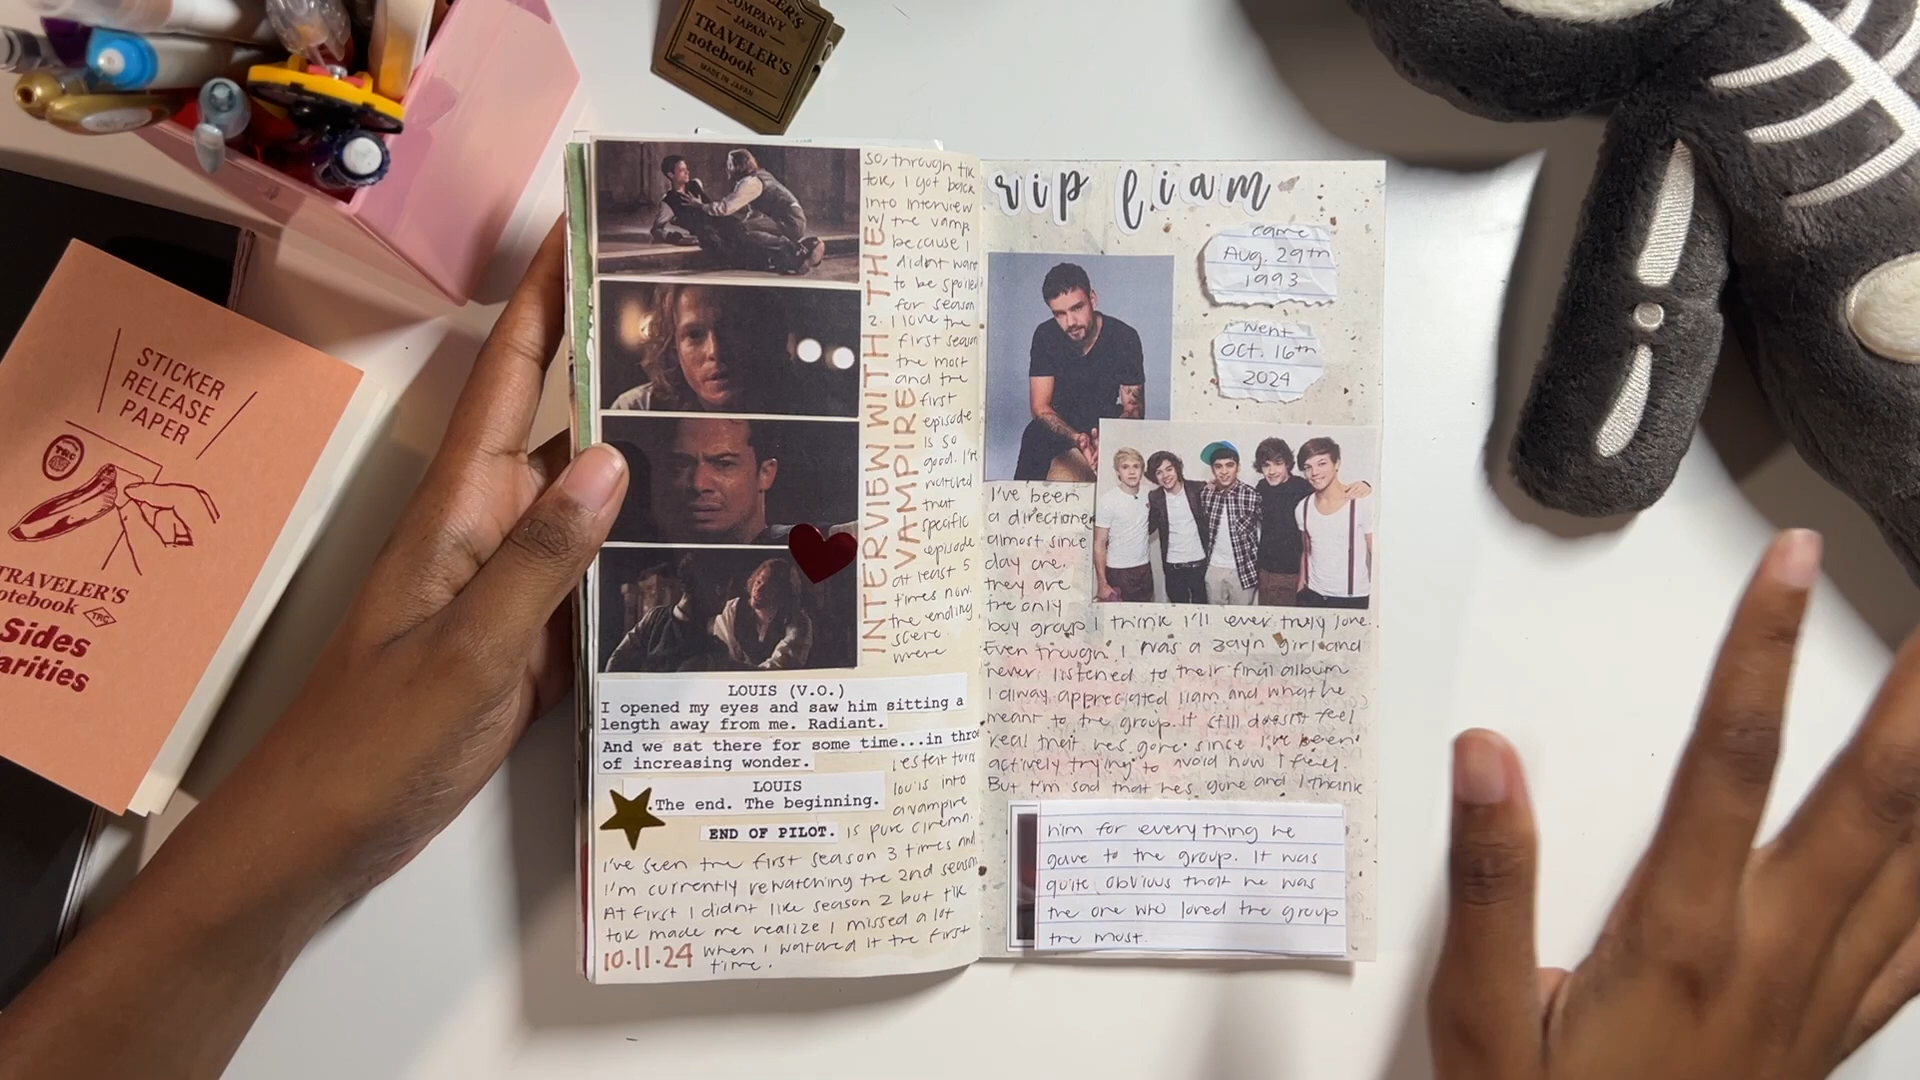 COMPANY
JAPAN
TRAVELER'S
notebook
MADE IN JAPAN
STICKER
RELEASE
PAPER
TRC
TRAVELER'S
notebook TRC
Sides
arities
so, through tik
tok, I got back
into Interview
w/ the vamp
because I
didnt want
to be spoiled
for season
2. I love the
first season
the most
and the
first
episode
is so
good. I've
watched
that
specific
episode
at least 5
times now.
the ending
scene
where
INTERVIEW WITH THE
VAMPIRE
LOUIS (V.O.)
I opened my eyes and saw him sitting a
length away from me. Radiant.
And we sat there for some time...in thro
of increasing wonder.
LOUIS
.The end. The beginning.
END OF PILOT.
lestat turns
louis into
a vampire
is pure cinema.
I've seen the first season 3 times and
I'm currently rewatching the 2nd season
At first I didnt like season 2 but tik
tok made me realize I missed a lot
10.11.24 when I watched it the first
time.
rip liam
came
Aug. 29th
1993
went
Oct. 16th
2024
I've been
a directioner
almost since
day one.
they are
the only
boy group I think I'll ever truly love.
Even trough I was a zayn girl and
never listened to their final album
I alway appreciated liam and what he
meant to the group. It still doesn't feel
real that hes gone since I've been
actively trying to avoid how I feel.
But I'm sad that hes gone and I thank
him for everything he
gave to the group. It was
quite obvious that he was
the one who loved the group
the most.